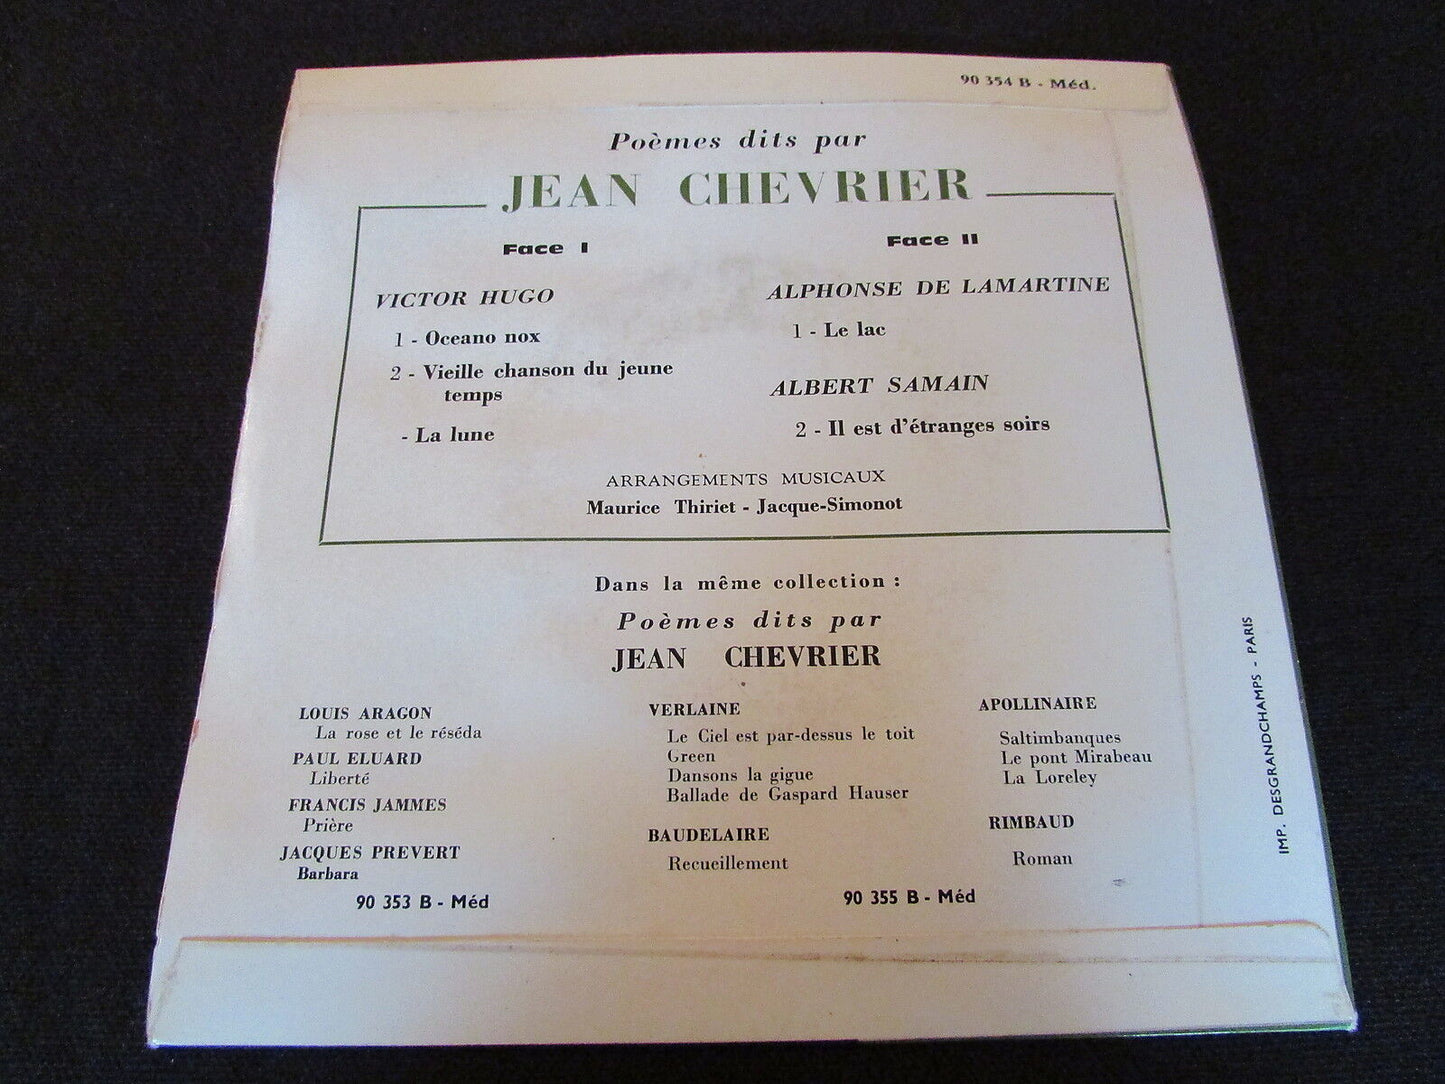 90 354 B - Méd.
Poèmes dits par
JEAN CHEVRIER
Face I
VICTOR HUGO
1 - Oceano nox
2 - Vieille chanson du jeune
temps
- La lune
Face II
ALPHONSE DE LAMARTINE
1 - Le lac
ALBERT SAMAIN
2 - Il est d'étranges soirs
ARRANGEMENTS MUSICAUX
Maurice Thiriet - Jacque-Simonot
Dans la même collection :
Poèmes dits par
JEAN CHEVRIER
LOUIS ARAGON
La rose et le réséda
PAUL ELUARD
Liberté
FRANCIS JAMMES
Prière
JACQUES PREVERT
Barbara
90 353 B - Méd
VERLAINE
Le Ciel est par-dessus le toit
Green
Dansons la gigue
Ballade de Gaspard Hauser
BAUDELAIRE
Recueillement
APOLLINAIRE
Saltimbanques
Le pont Mirabeau
La Loreley
RIMBAUD
Roman
90 355 B - Méd
IMP. DESGRANDCHAMPS - PARIS